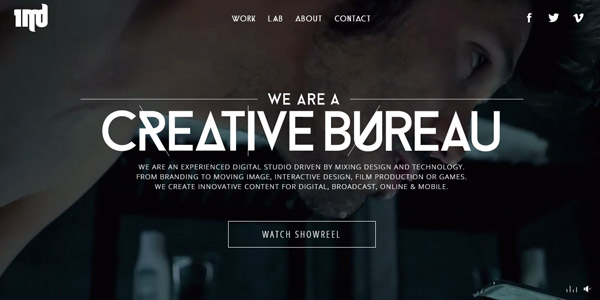 WORK LAB ABOUT CONTACT
WE ARE A
CREATIVE BUREAU
WE ARE AN EXPERIENCED DIGITAL STUDIO DRIVEN BY MIXING DESIGN AND TECHNOLOGY.
FROM BRANDING TO MOVING IMAGE, INTERACTIVE DESIGN, FILM PRODUCTION OR GAMES.
WE CREATE INNOVATIVE CONTENT FOR DIGITAL, BROADCAST, ONLINE & MOBILE.
WATCH SHOWREEL